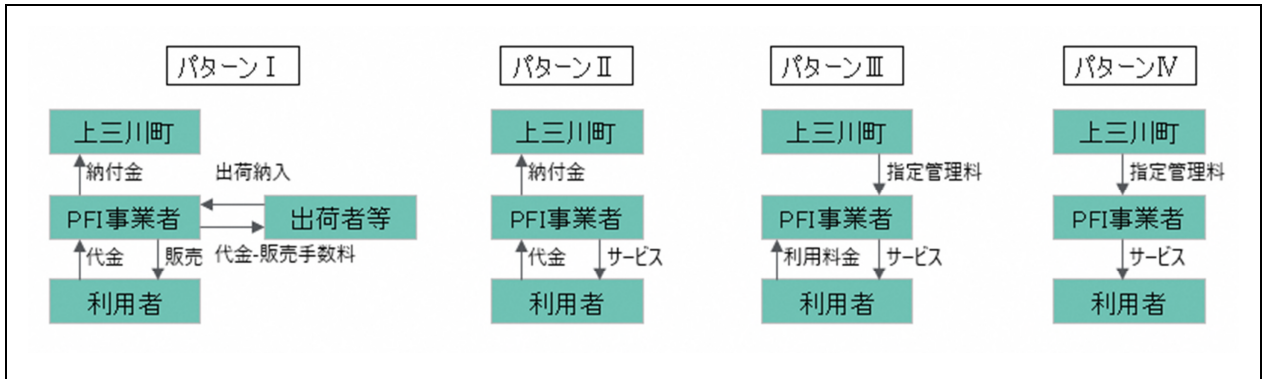 パターンⅠ
パターンⅡ
パターンⅢ
パターンⅣ
上三川町
納付金
出荷納入
PFI事業者
出荷者等
代金
販売
代金-販売手数料
利用者
上三川町
納付金
PFI事業者
代金
サービス
利用者
上三川町
指定管理料
PFI事業者
利用料金
サービス
利用者
上三川町
指定管理料
PFI事業者
サービス
利用者